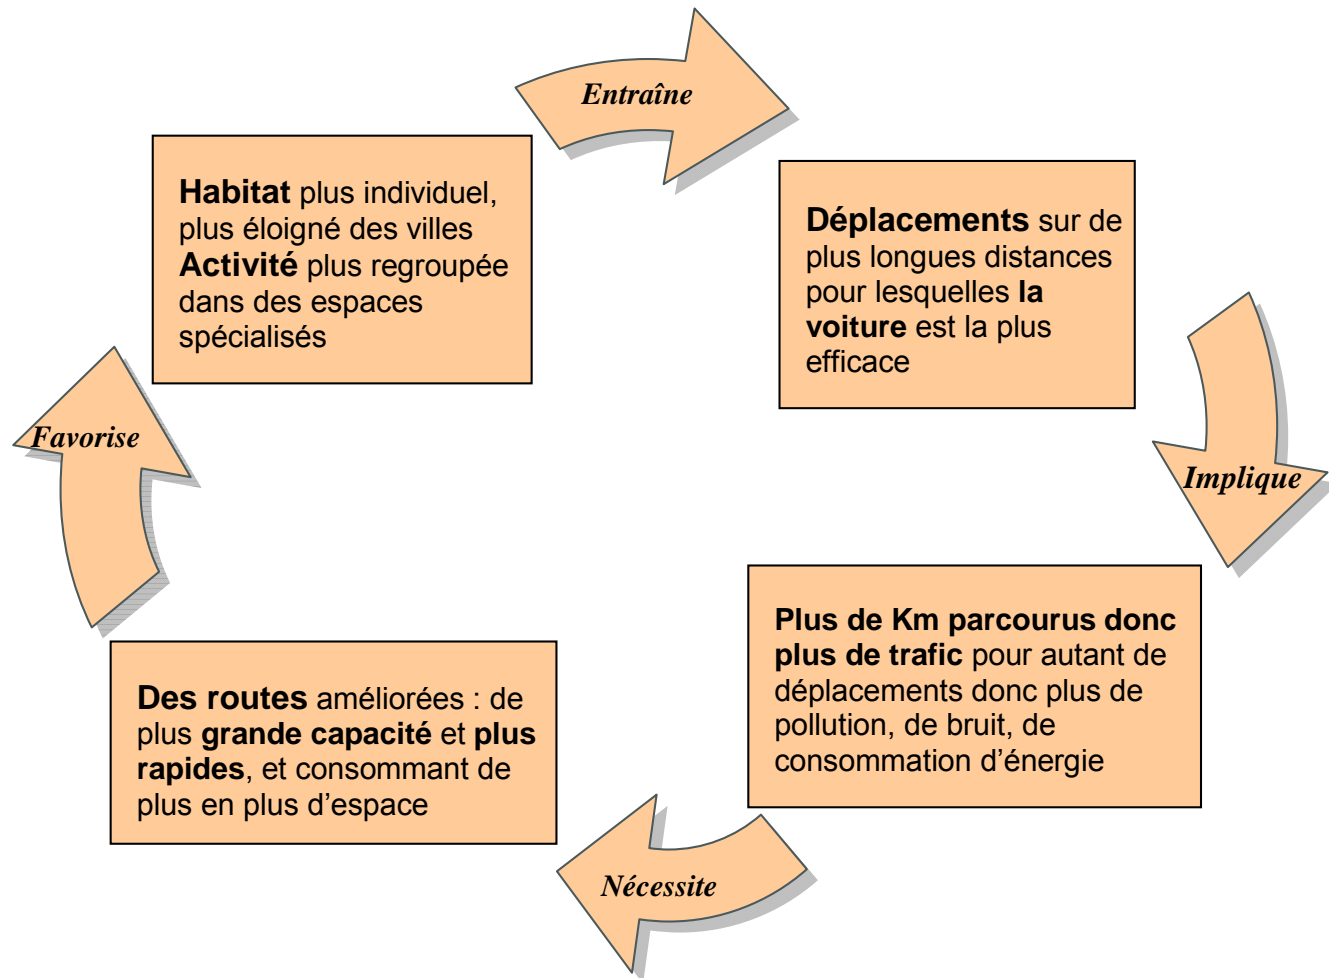 Entraîne
Habitat plus individuel,
plus éloigné des villes
Activité plus regroupée
dans des espaces
spécialisés
Déplacements sur de
plus longues distances
pour lesquelles la
voiture est la plus
efficace
Implique
Plus de Km parcourus donc
plus de trafic pour autant de
déplacements donc plus de
pollution, de bruit, de
consommation d’énergie
Nécessite
Des routes améliorées : de
plus grande capacité et plus
rapides, et consommant de
plus en plus d’espace
Favorise